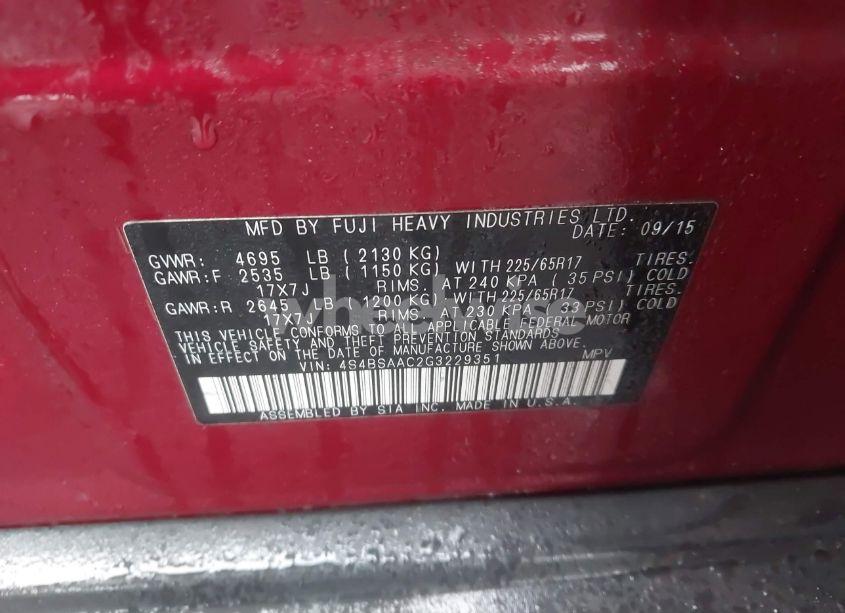 MFD BY FUJI HEAVY INDUSTRIES LTD.
DATE: 09/15
GVWR: 4695 LB ( 2130 KG)
GAWR:F 2535 LB ( 1150 KG) WITH 225/65R17 TIRES.
17X7J RIMS. AT 240 KPA ( 35 PSI) COLD
GAWR:R 2645 LB ( 1200 KG) WITH 225/65R17 TIRES.
17X7J RIMS. AT 230 KPA ( 33 PSI) COLD
THIS VEHICLE CONFORMS TO ALL APPLICABLE FEDERAL MOTOR
VEHICLE SAFETY AND THEFT PREVENTION STANDARDS
IN EFFECT ON THE DATE OF MANUFACTURE SHOWN ABOVE.
VIN: 4S4BSAAC2G3229351 MPV
ASSEMBLED BY SIA INC. MADE IN U.S.A.